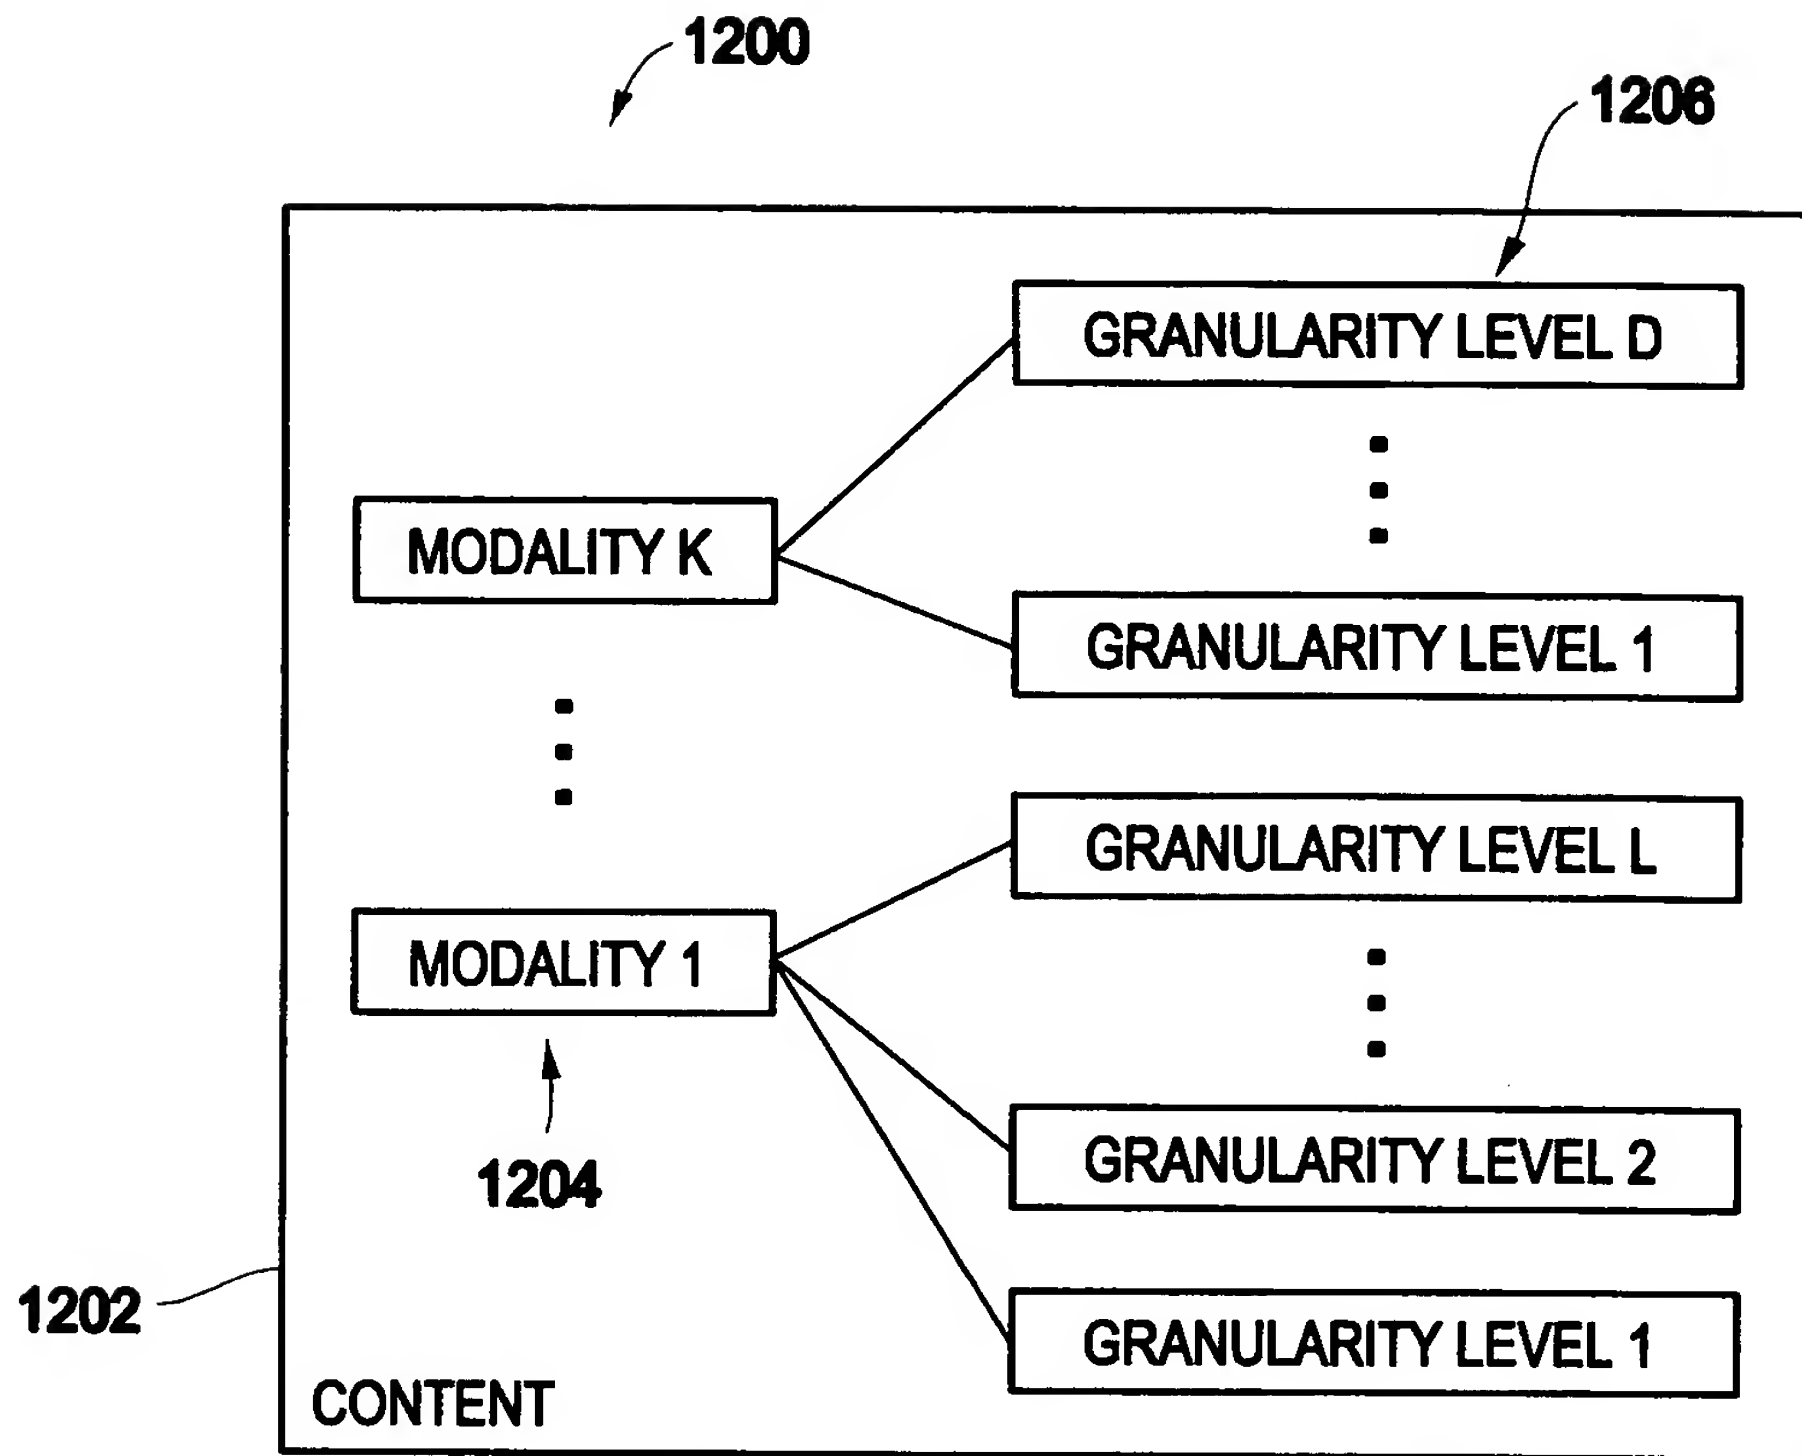 1200
1206
GRANULARITY LEVEL D
MODALITY K
GRANULARITY LEVEL 1
GRANULARITY LEVEL L
MODALITY 1
GRANULARITY LEVEL 2
1204
1202
GRANULARITY LEVEL 1
CONTENT